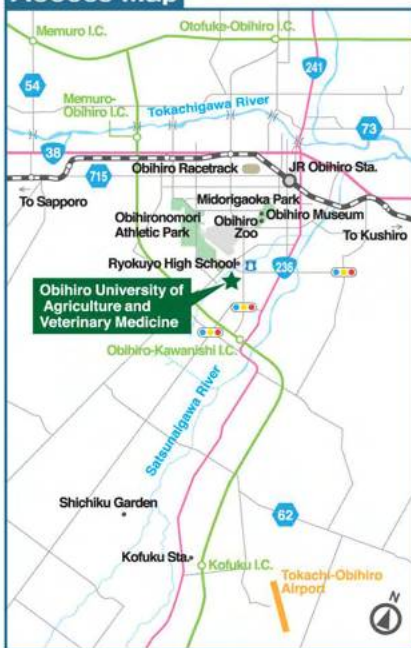 Access Map
Memuro I.C.
Otofuke-Obihiro I.C.
241
54
Memuro-
Obihiro I.C.
Tokachigawa River
73
38
Obihiro Racetrack
JR Obihiro Sta.
715
To Sapporo
Midorigaoka Park
Obihironomori
Athletic Park
Obihiro
Zoo
Obihiro Museum
To Kushiro
Ryokuyo High School
236
Obihiro University of
Agriculture and
Veterinary Medicine
Obihiro-Kawanishi I.C.
Satsunaigawa River
Shichiku Garden
62
Kofuku Sta.
Kofuku I.C.
Tokachi-Obihiro
Airport
N